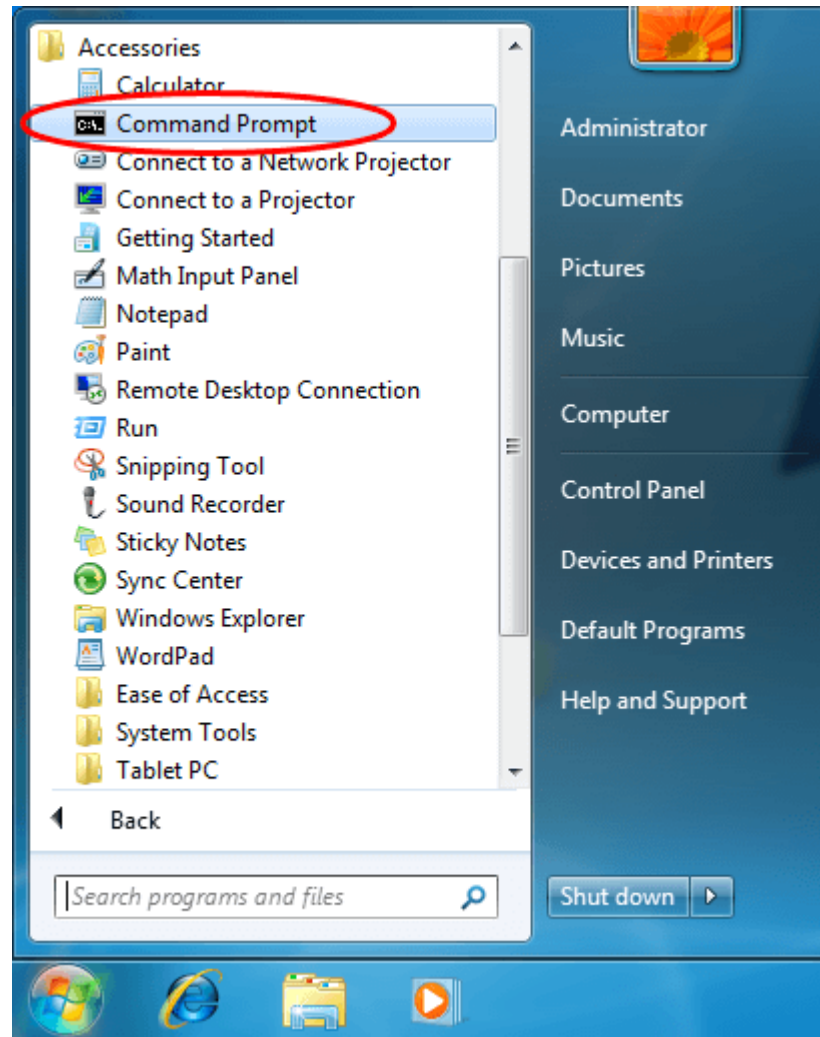 Accessories
Calculator
Command Prompt
Connect to a Network Projector
Connect to a Projector
Getting Started
Math Input Panel
Notepad
Paint
Remote Desktop Connection
Run
Snipping Tool
Sound Recorder
Sticky Notes
Sync Center
Windows Explorer
WordPad
Ease of Access
System Tools
Tablet PC
Back
Search programs and files
Administrator
Documents
Pictures
Music
Computer
Control Panel
Devices and Printers
Default Programs
Help and Support
Shut down